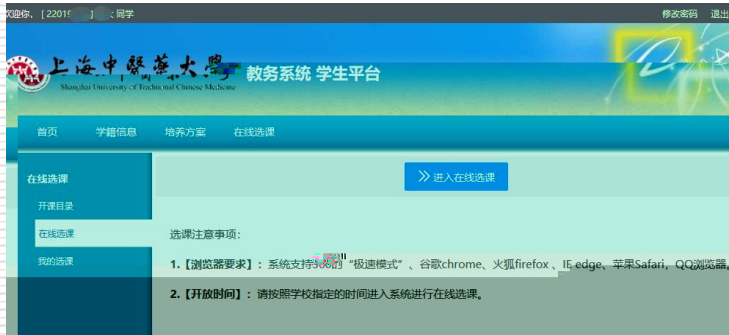 欢迎你, [ 2201 ] 同学
修改密码 退出
上海中醫薬大學
Shanghai University of Traditional Chinese Medicine
教务系统 学生平台
首页 学籍信息 培养方案 在线选课
在线选课
进入在线选课
开课目录
在线选课
我的选课
选课注意事项:
1.【浏览器要求】: 系统支持 的“极速模式”、谷歌chrome、火狐firefox 、IE edge、苹果Safari，QQ浏览器。
2.【开放时间】: 请按照学校指定的时间进入系统进行在线选课。